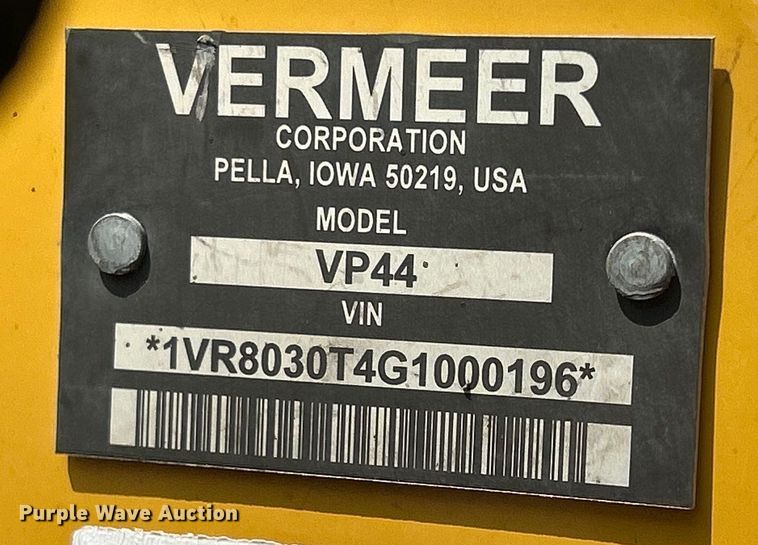 VERMEER
CORPORATION
PELLA, IOWA 50219, USA
MODEL
VP44
VIN
*1VR8030T4G1000196*
Purple Wave Auction